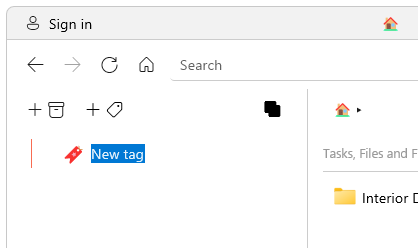 Sign in
Search
New tag
Tasks, Files and F
Interior D